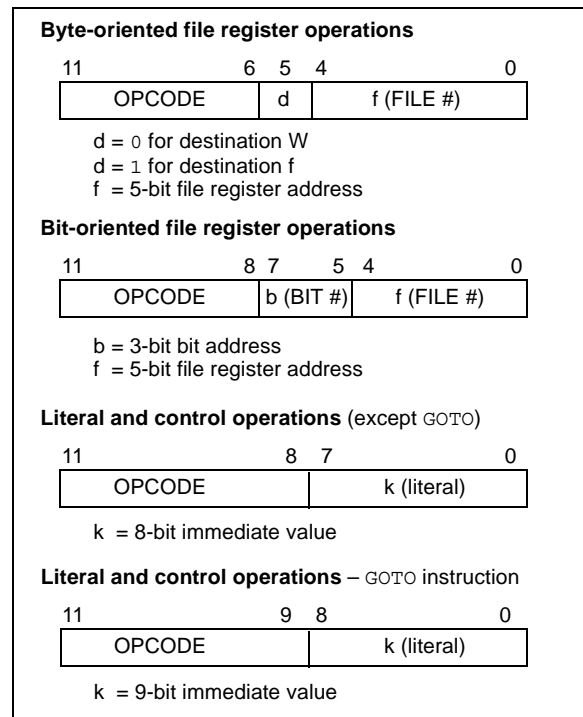 Byte-oriented file register operations
11 6 5 4 0
OPCODE d f (FILE #)
d = 0 for destination W
d = 1 for destination f
f = 5-bit file register address
Bit-oriented file register operations
11 8 7 5 4 0
OPCODE b (BIT #) f (FILE #)
b = 3-bit bit address
f = 5-bit file register address
Literal and control operations (except GOTO)
11 8 7 0
OPCODE k (literal)
k = 8-bit immediate value
Literal and control operations – GOTO instruction
11 9 8 0
OPCODE k (literal)
k = 9-bit immediate value